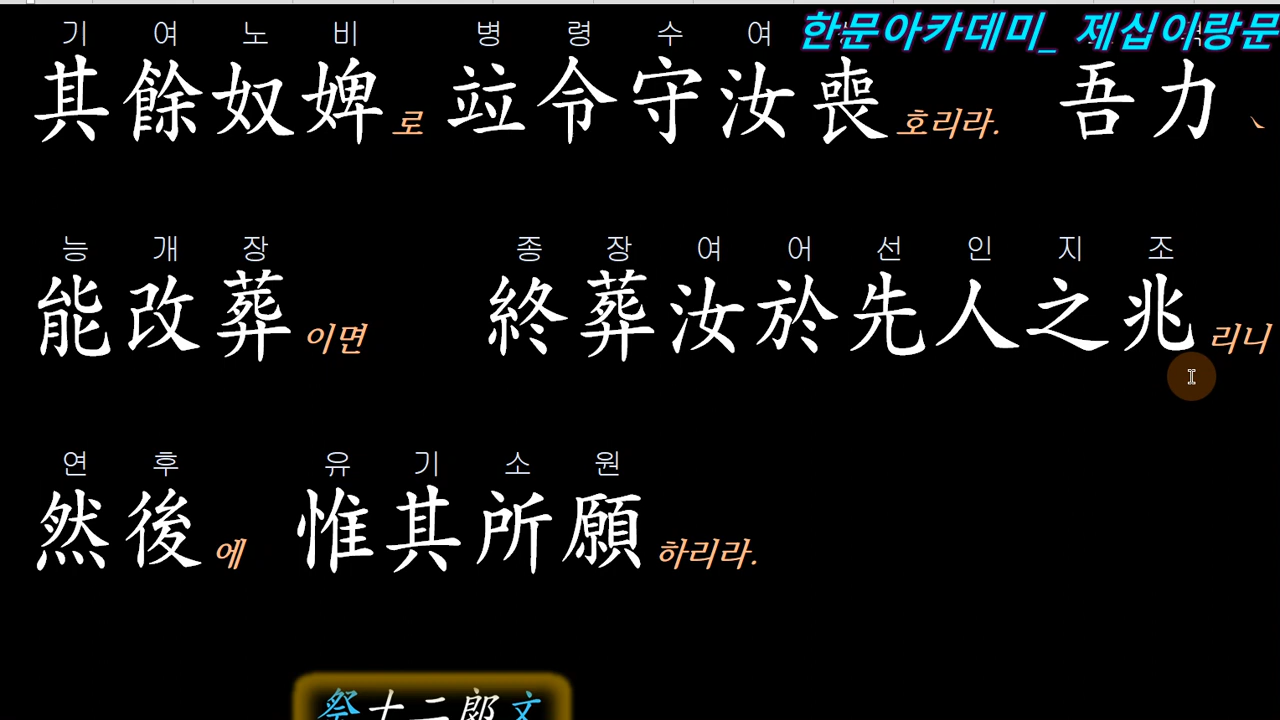 한문아카데미_ 제십이랑문
기 여 노 비 병 령 수 여
其餘奴婢로 竝令守汝喪호리라. 吾力
능 개 장 종 장 여 어 선 인 지 조
能改葬이면 終葬汝於先人之兆리니
연 후 유 기 소 원
然後에 惟其所願하리라.
祭十二郞文